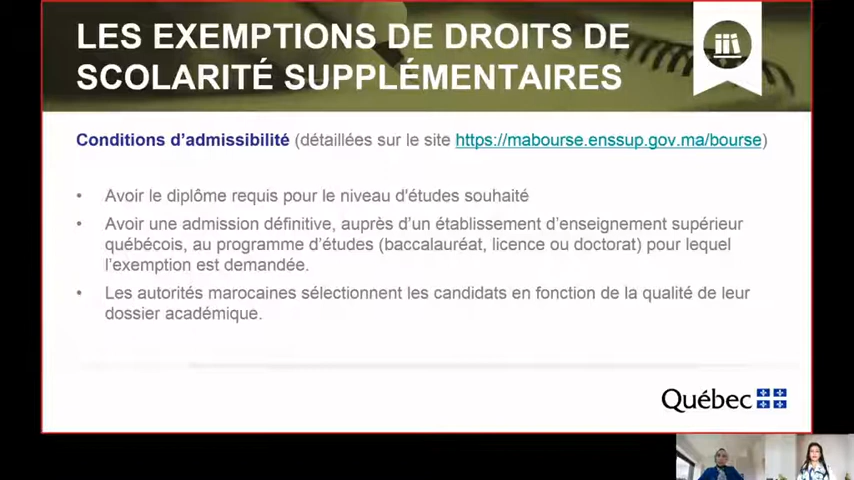 LES EXEMPTIONS DE DROITS DE
SCOLARITÉ SUPPLÉMENTAIRES
Conditions d'admissibilité (détaillées sur le site https://mabourse.enssup.gov.ma/bourse)
• Avoir le diplôme requis pour le niveau d'études souhaité
• Avoir une admission définitive, auprès d'un établissement d'enseignement supérieur
québécois, au programme d'études (baccalauréat, licence ou doctorat) pour lequel
l'exemption est demandée.
• Les autorités marocaines sélectionnent les candidats en fonction de la qualité de leur
dossier académique.
Québec